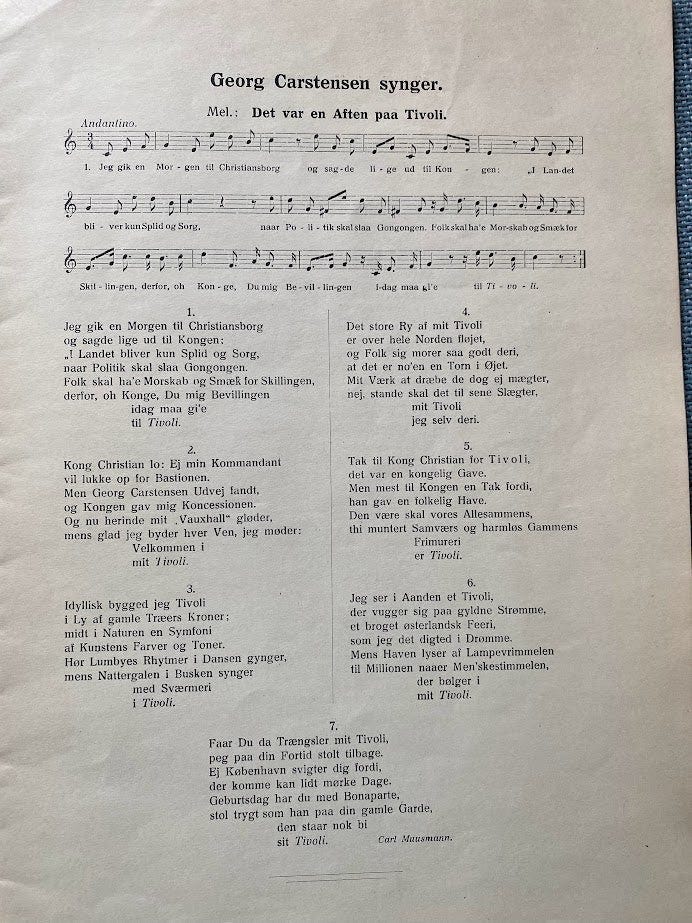 Georg Carstensen synger.
Mel.: Det var en Aften paa Tivoli.
Andantino.
1. Jeg gik en Mor-gen til Christiansborg og sag-de li-ge ud til Kon-gen: „I Lan-det
bli-ver kun Splid og Sorg, naar Po-li-tik skal slaa Gongongen. Folk skal ha'e Mor-skab og Smæk for
Skil-lin-gen, derfor, oh Kon-ge, Du mig Be-vil-lin-gen I-dag maa gi'e til Ti-vo-li.
1.
Jeg gik en Morgen til Christiansborg
og sagde lige ud til Kongen:
„I Landet bliver kun Splid og Sorg,
naar Politik skal slaa Gongongen.
Folk skal ha'e Morskab og Smæk for Skillingen,
derfor, oh Konge, Du mig Bevillingen
idag maa gi'e
til Tivoli.
2.
Kong Christian lo: Ej min Kommandant
vil lukke op for Bastionen.
Men Georg Carstensen Udvej fandt,
og Kongen gav mig Koncessionen.
Og nu herinde mit „Vauxhall“ gløder,
mens glad jeg byder hver Ven, jeg møder:
Velkommen i
mit Tivoli.
3.
Idyllisk bygged jeg Tivoli
i Ly af gamle Træers Kroner;
midt i Naturen en Symfoni
af Kunstens Farver og Toner.
Hør Lumbyes Rhytmer i Dansen gynger,
mens Nattergalen i Busken synger
med Sværmeri
i Tivoli.
4.
Det store Ry af mit Tivoli
er over hele Norden fløjet,
og Folk sig morer saa godt deri,
at det er no'en en Torn i Øjet.
Mit Værk at dræbe de dog ej mægter,
nej, stande skal det til sene Slægter,
mit Tivoli
jeg selv deri.
5.
Tak til Kong Christian for Tivoli,
det var en kongelig Gave.
Men mest til Kongen en Tak fordi,
han gav en folkelig Have.
Den være skal vores Allesammens,
thi muntert Samværs og harmløs Gammens
Frimureri
er Tivoli.
6.
Jeg ser i Aanden et Tivoli,
der vugger sig paa gyldne Strømme,
et broget østerlandsk Feeri,
som jeg det digted i Drømme.
Mens Haven lyser af Lampevrimmelen
til Millionen naaer Men'skestimmelen,
der bølger i
mit Tivoli.
7.
Faar Du da Trængsler mit Tivoli,
peg paa din Fortid stolt tilbage.
Ej København svigter dig fordi,
der komme kan lidt mørke Dage.
Geburtsdag har du med Bonaparte,
stol trygt som han paa din gamle Garde,
den staar nok bi
sit Tivoli.
Carl Muusmann.